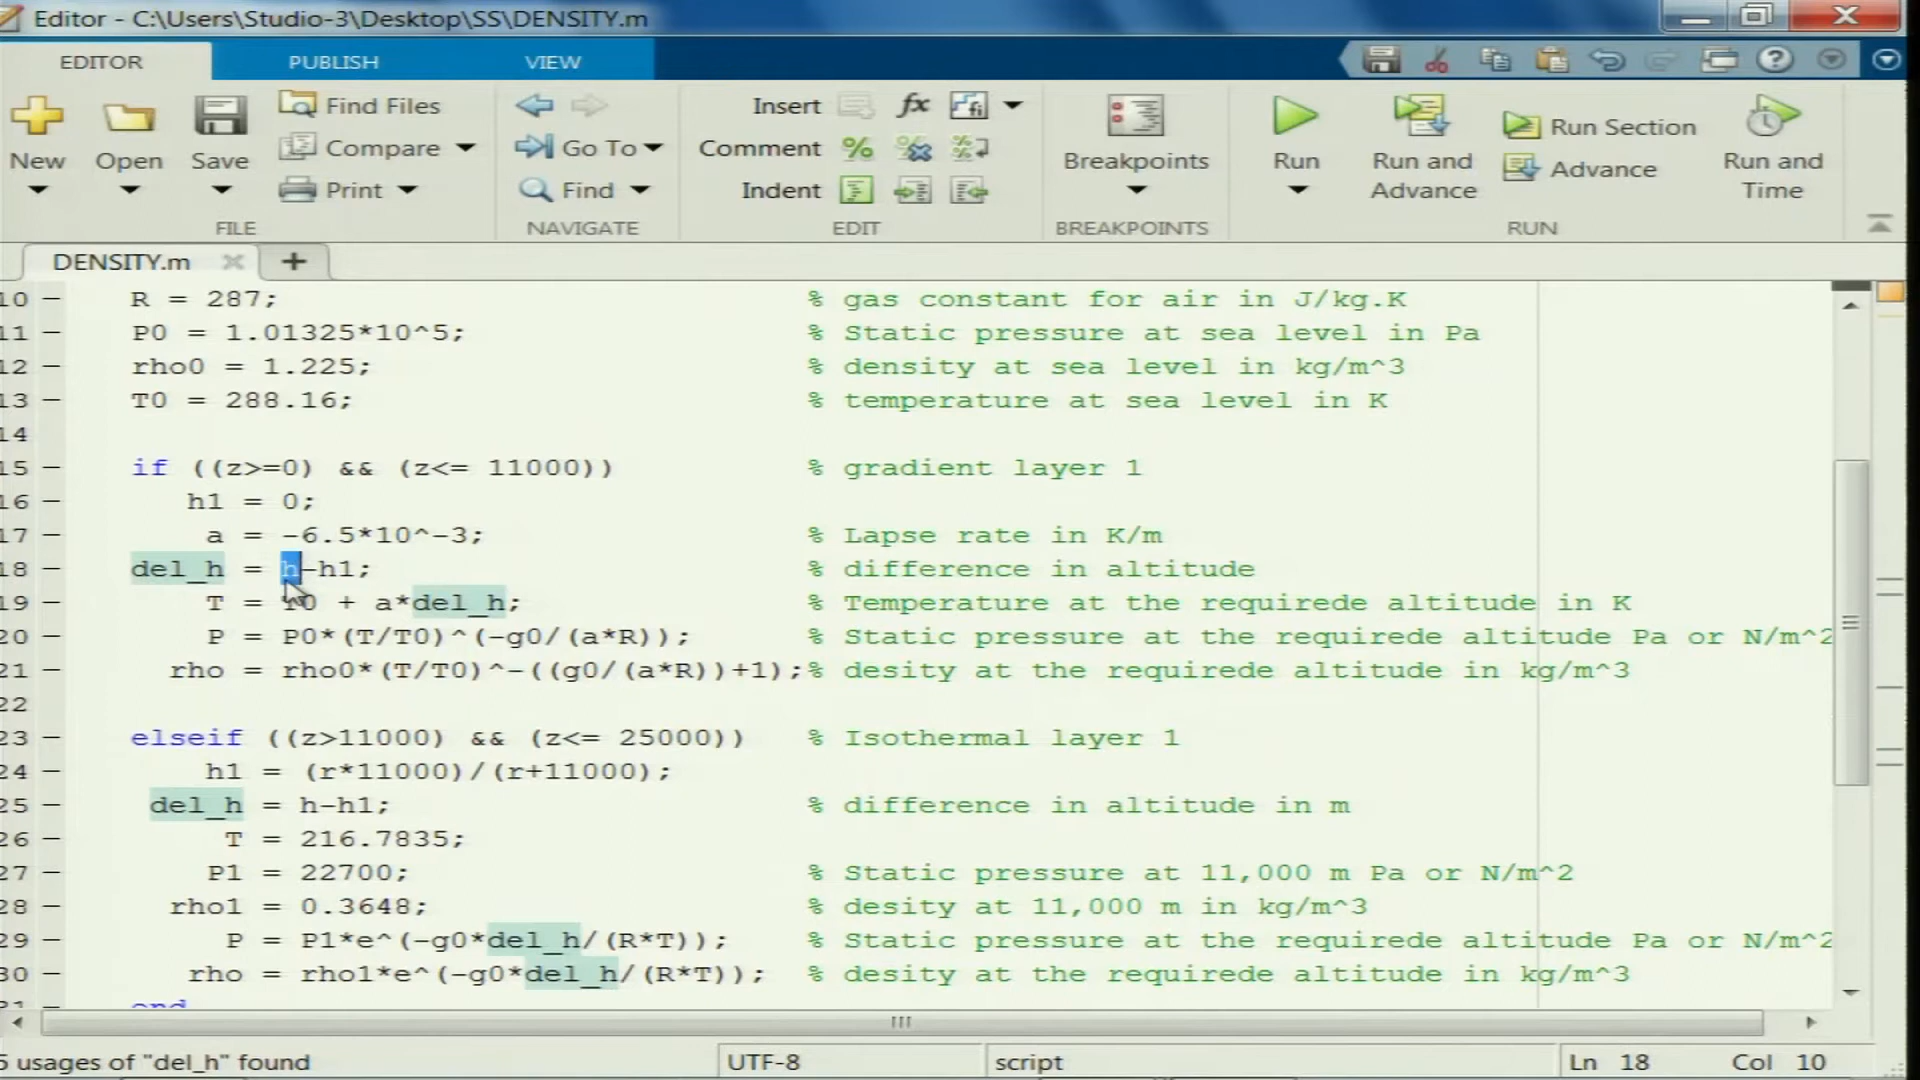 Editor - C:\Users\Studio-3\Desktop\SS\DENSITY.m
EDITOR PUBLISH VIEW
New Open Save Find Files Compare Print Go To Find Insert fx fi Comment % Indent Breakpoints Run Run and Advance Run Section Advance Run and Time
FILE NAVIGATE EDIT BREAKPOINTS RUN
DENSITY.m
10 – R = 287; % gas constant for air in J/kg.K
11 – P0 = 1.01325*10^5; % Static pressure at sea level in Pa
12 – rho0 = 1.225; % density at sea level in kg/m^3
13 – T0 = 288.16; % temperature at sea level in K
14
15 – if ((z>=0) && (z<= 11000)) % gradient layer 1
16 – h1 = 0;
17 – a = -6.5*10^-3; % Lapse rate in K/m
18 – del_h = h-h1; % difference in altitude
19 – T = T0 + a*del_h; % Temperature at the requirede altitude in K
20 – P = P0*(T/T0)^(-g0/(a*R)); % Static pressure at the requirede altitude Pa or N/m^2
21 – rho = rho0*(T/T0)^-((g0/(a*R))+1); % desity at the requirede altitude in kg/m^3
22
23 – elseif ((z>11000) && (z<= 25000)) % Isothermal layer 1
24 – h1 = (r*11000)/(r+11000);
25 – del_h = h-h1; % difference in altitude in m
26 – T = 216.7835;
27 – P1 = 22700; % Static pressure at 11,000 m Pa or N/m^2
28 – rho1 = 0.3648; % desity at 11,000 m in kg/m^3
29 – P = P1*e^(-g0*del_h/(R*T)); % Static pressure at the requirede altitude Pa or N/m^2
30 – rho = rho1*e^(-g0*del_h/(R*T)); % desity at the requirede altitude in kg/m^3
31 – end
5 usages of "del_h" found UTF-8 script Ln 18 Col 10